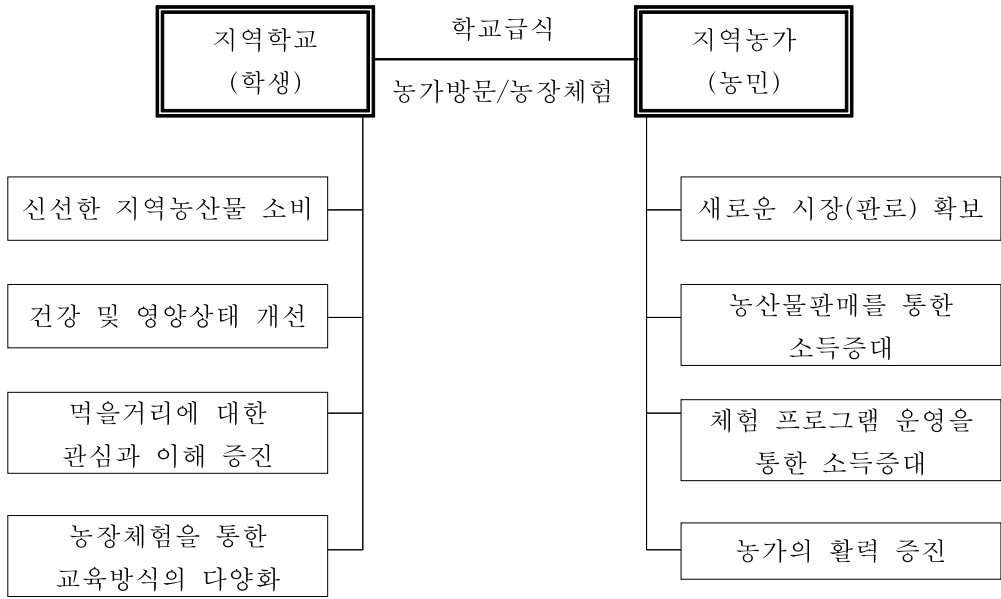 지역학교
(학생)
학교급식
농가방문/농장체험
지역농가
(농민)
신선한 지역농산물 소비
건강 및 영양상태 개선
먹을거리에 대한
관심과 이해 증진
농장체험을 통한
교육방식의 다양화
새로운 시장(판로) 확보
농산물판매를 통한
소득증대
체험 프로그램 운영을
통한 소득증대
농가의 활력 증진